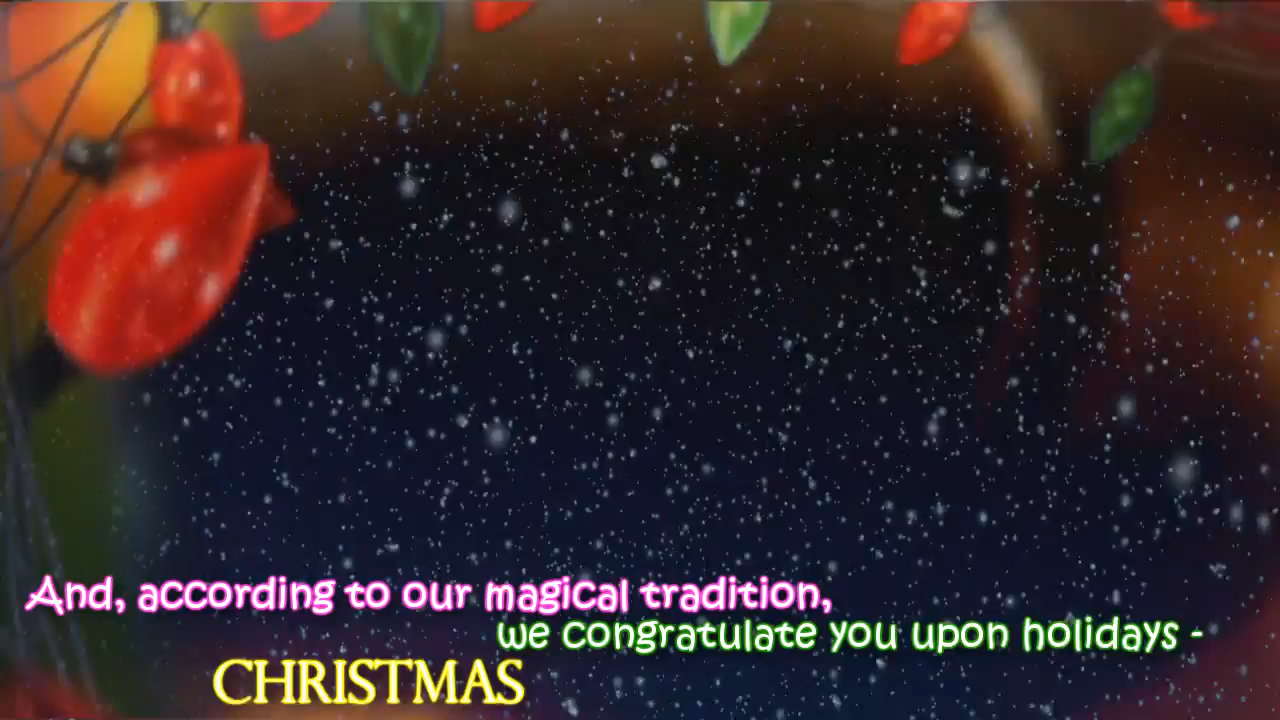 And, according to our magical tradition,
we congratulate you upon holidays -
CHRISTMAS